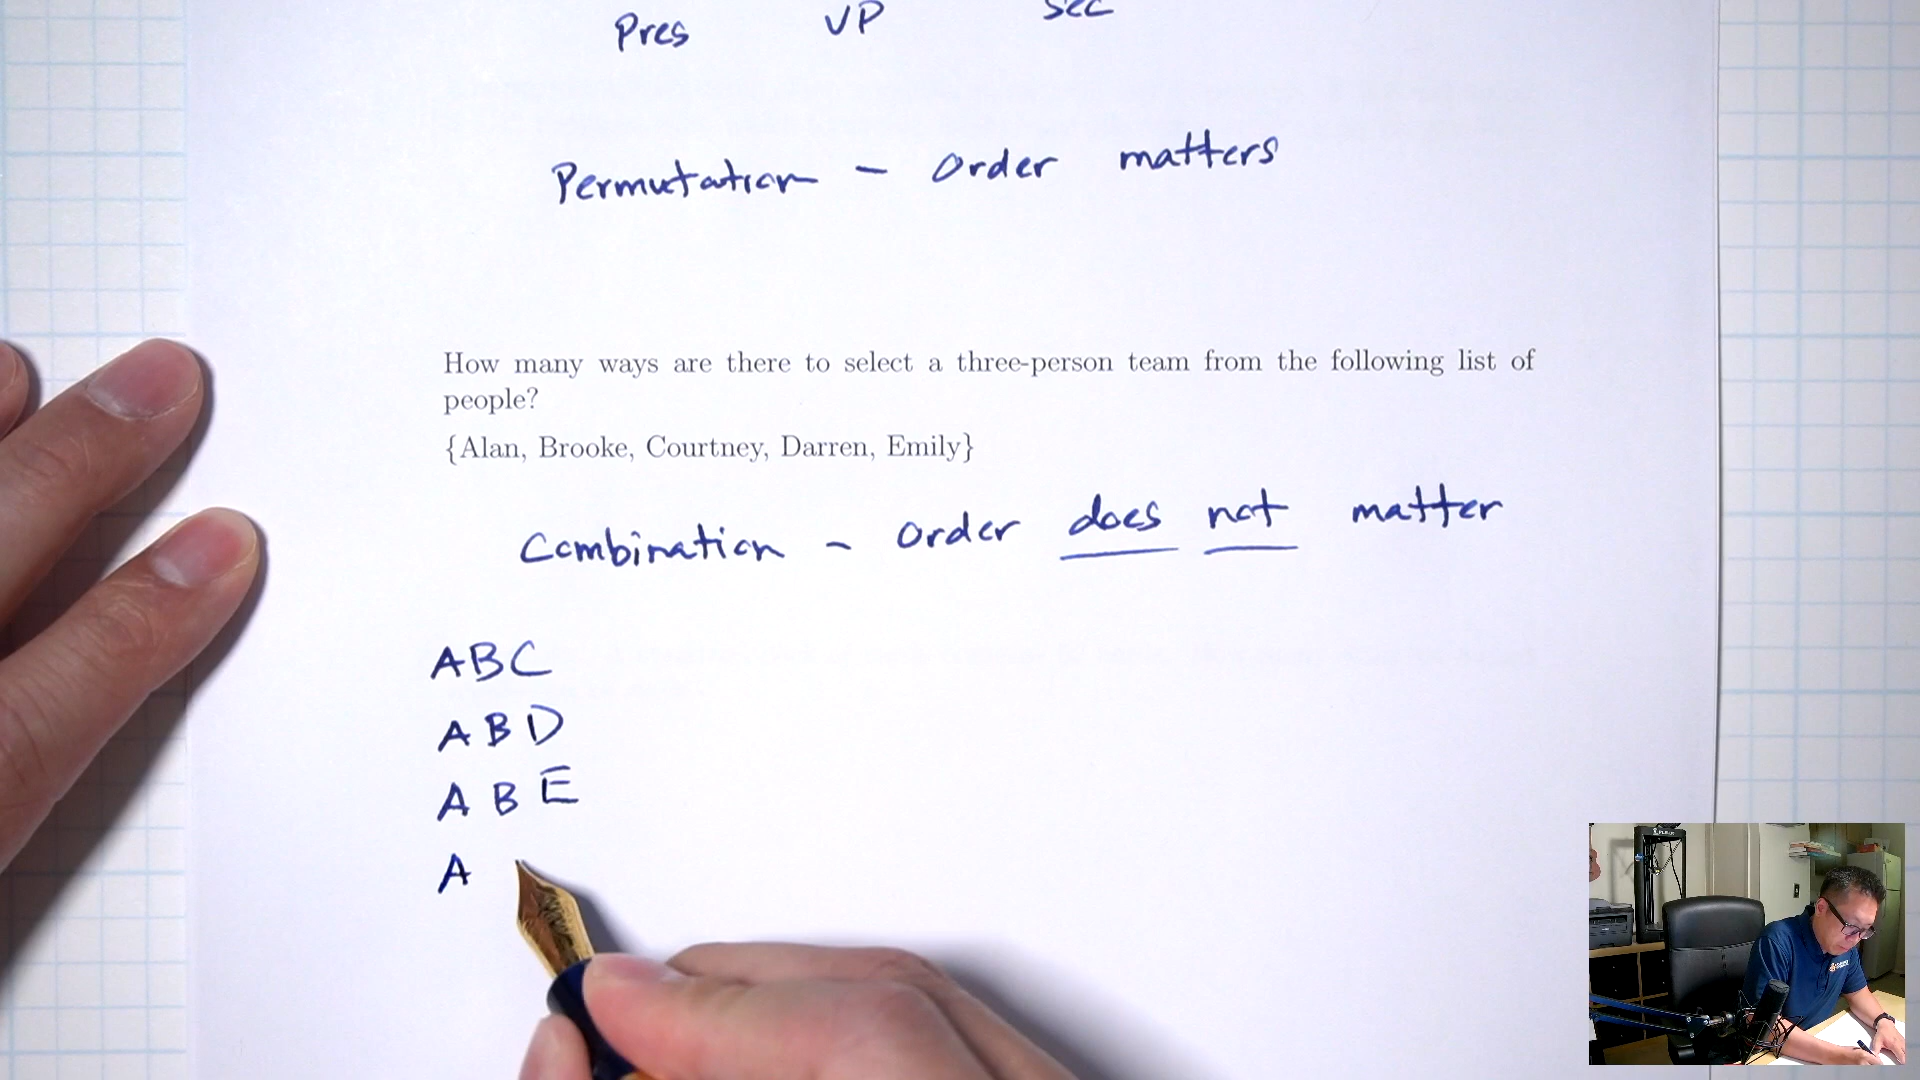 Pres VP Sec
Permutation - Order matters
How many ways are there to select a three-person team from the following list of
people?
{Alan, Brooke, Courtney, Darren, Emily}
Combination - Order does not matter
ABC
ABD
ABE
A